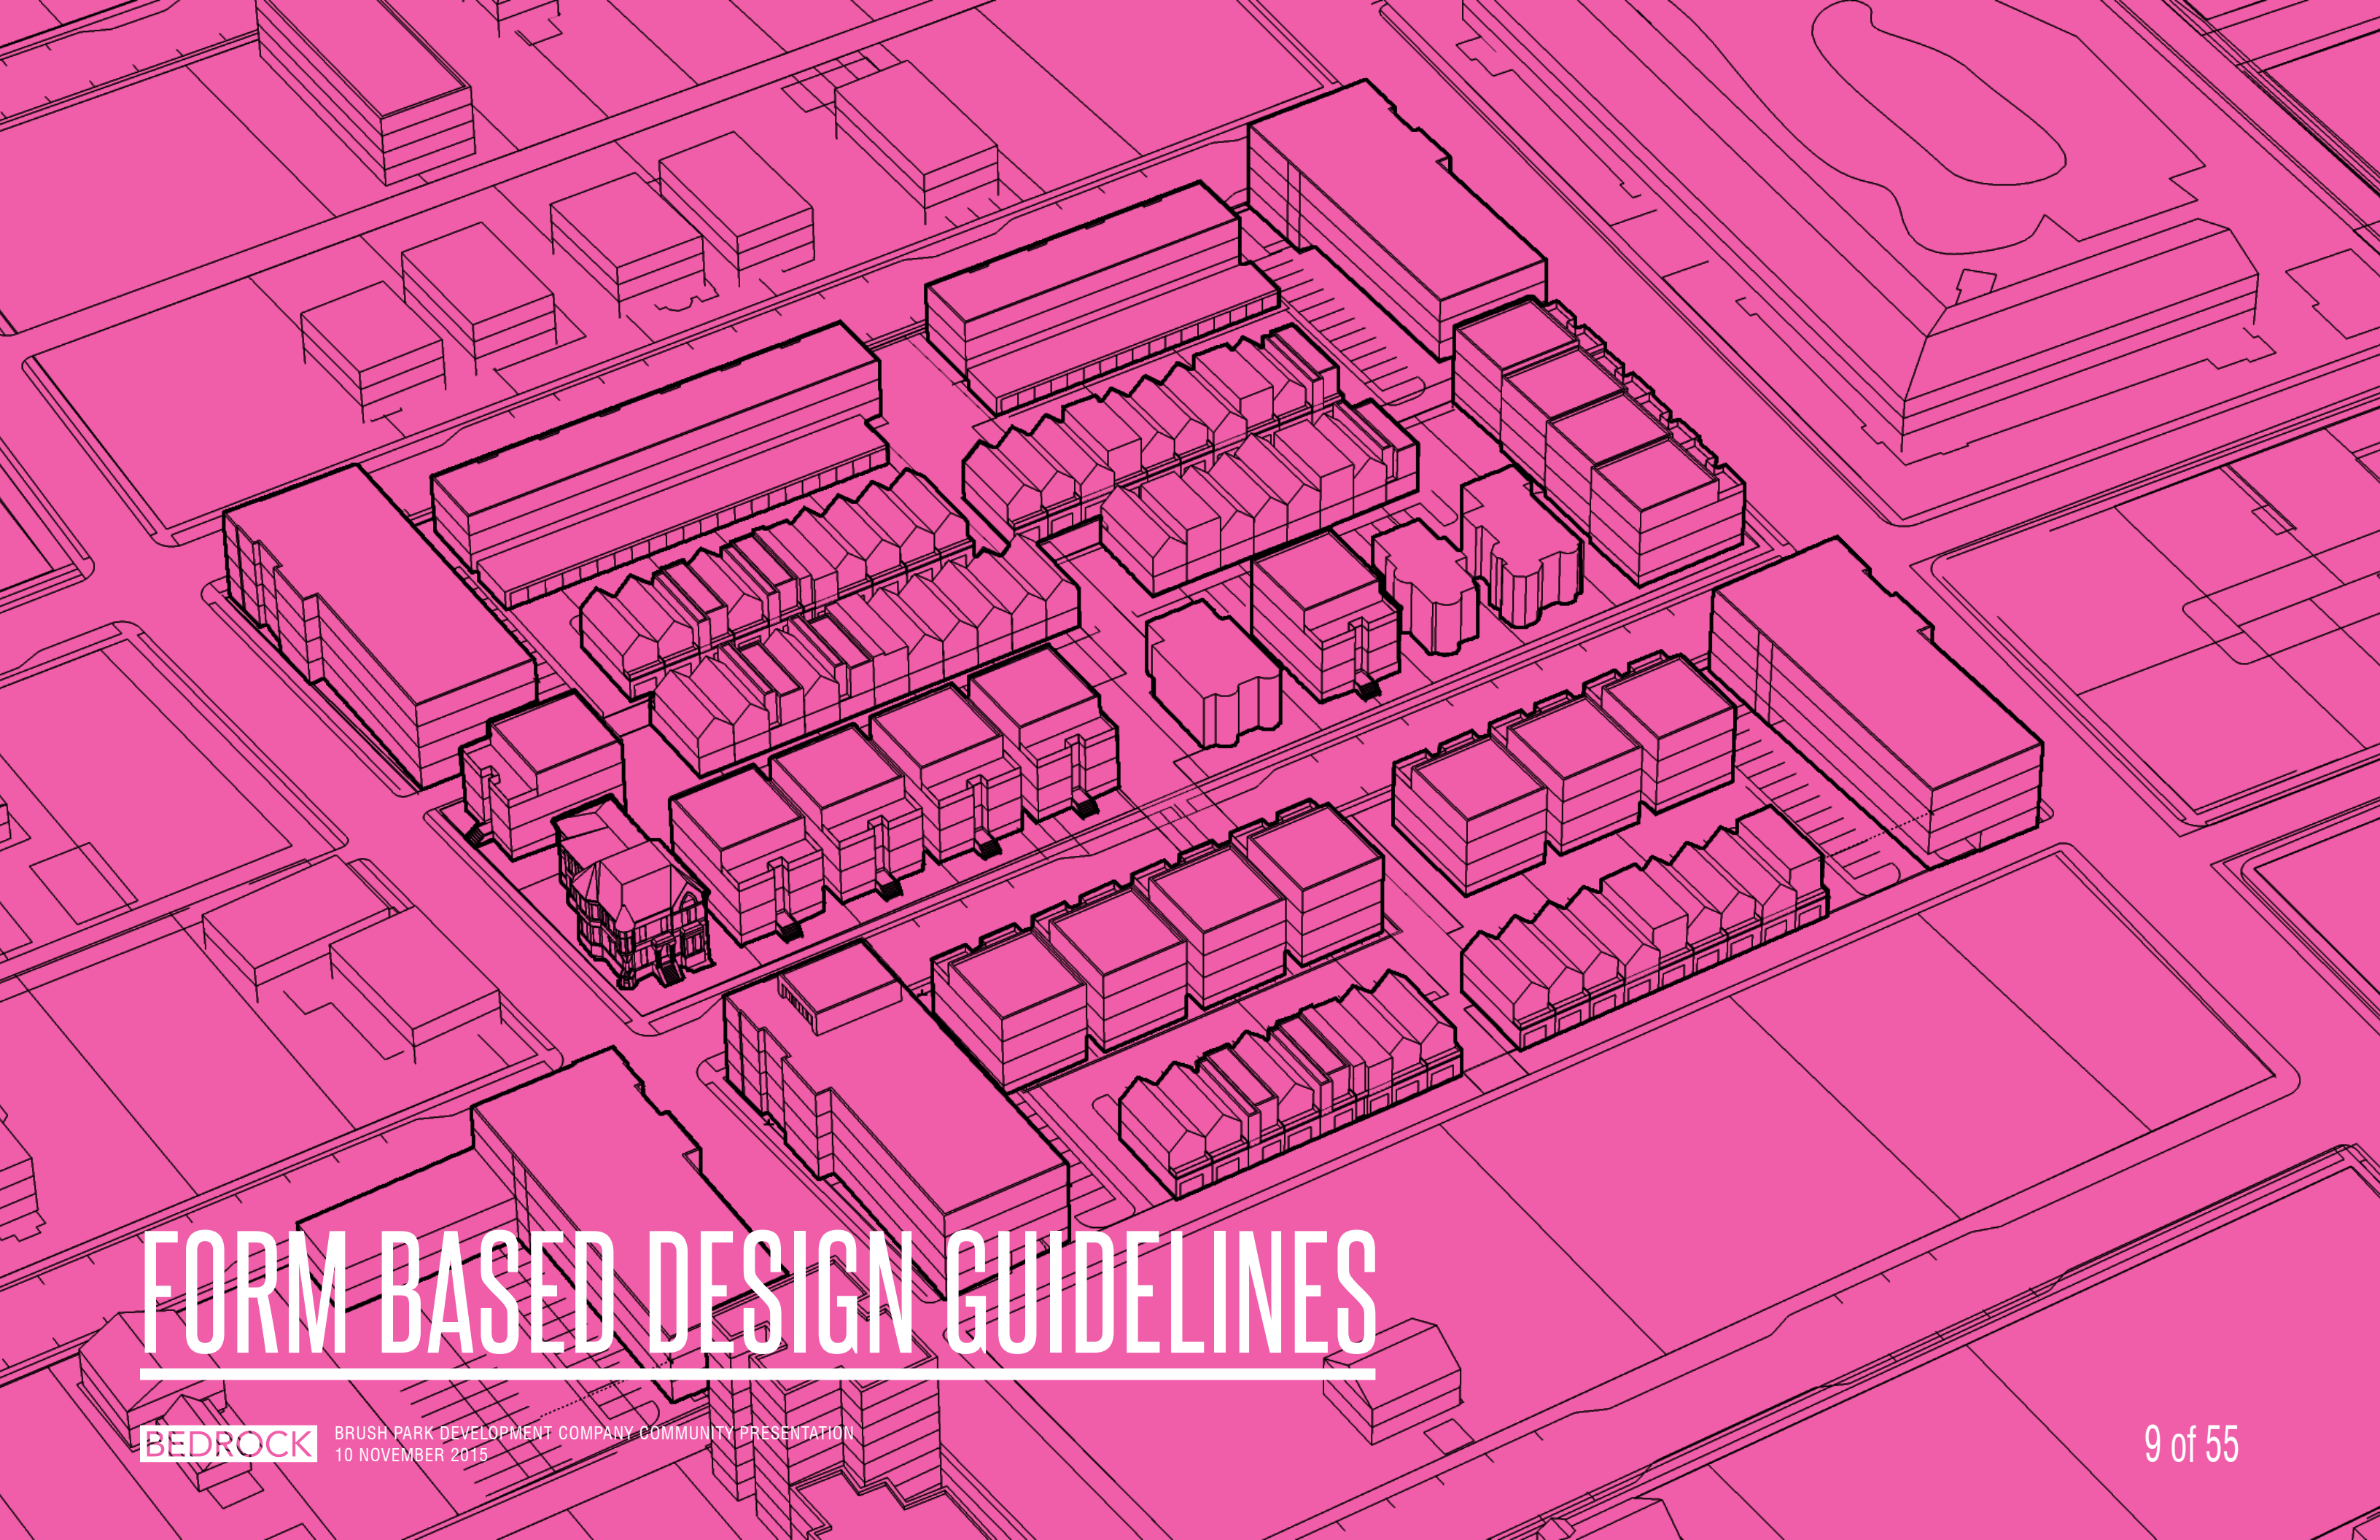 FORM BASED DESIGN GUIDELINES
BEDROCK
BRUSH PARK DEVELOPMENT COMPANY COMMUNITY PRESENTATION
10 NOVEMBER 2015
9 of 55